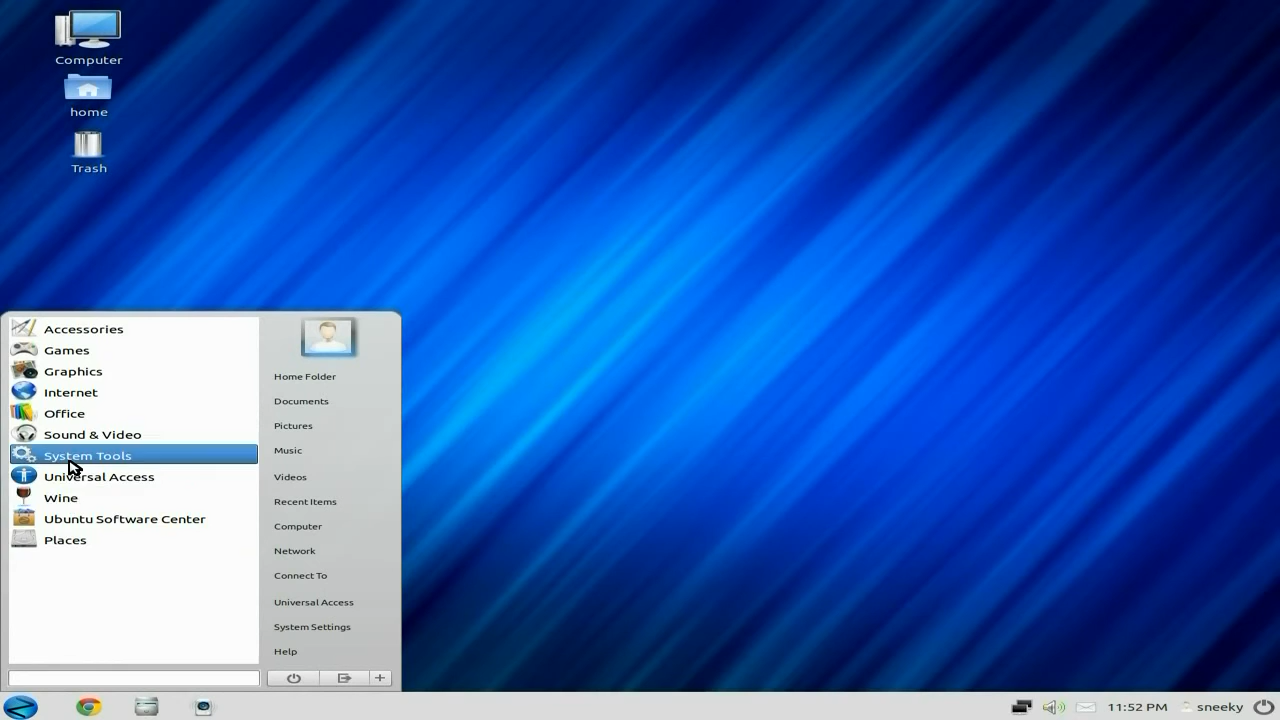 Computer
home
Trash
Accessories
Games
Graphics
Internet
Office
Sound & Video
System Tools
Universal Access
Wine
Ubuntu Software Center
Places
Home Folder
Documents
Pictures
Music
Videos
Recent Items
Computer
Network
Connect To
Universal Access
System Settings
Help
11:52 PM
sneeky